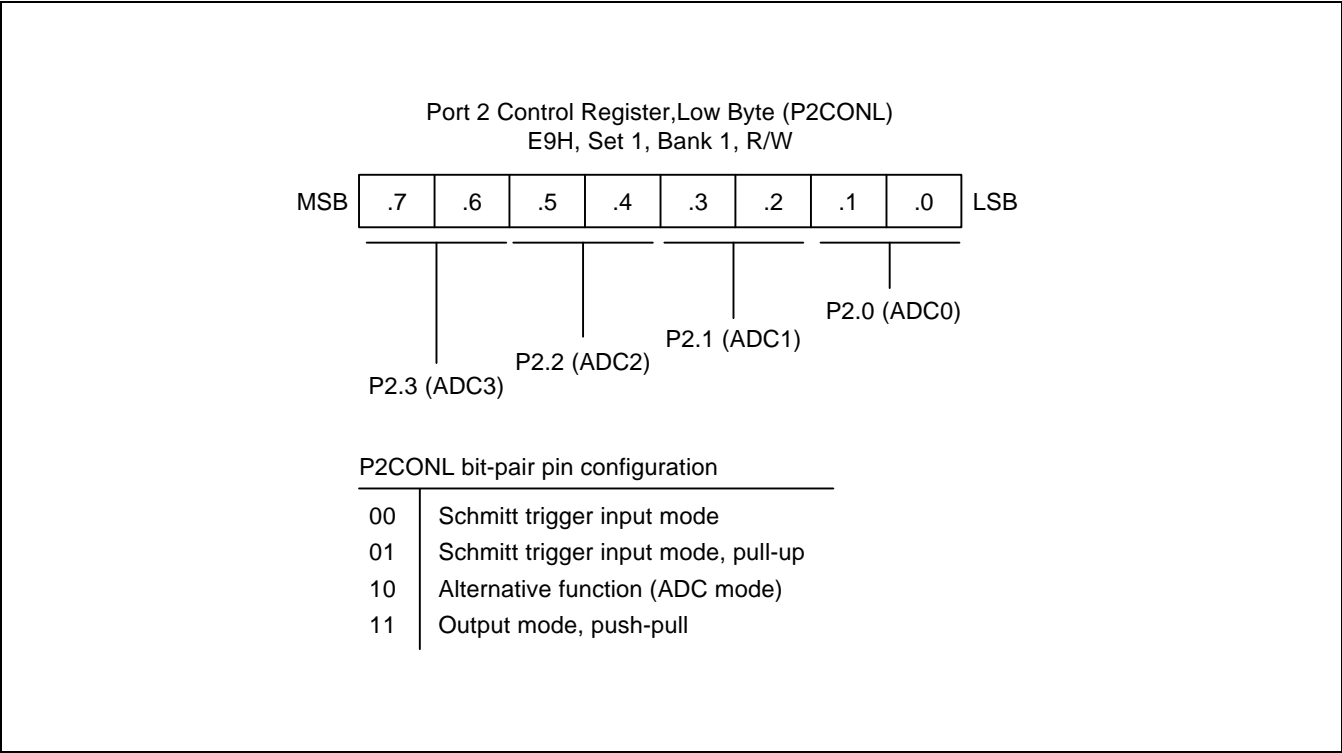 Port 2 Control Register,Low Byte (P2CONL)
E9H, Set 1, Bank 1, R/W
MSB .7 .6 .5 .4 .3 .2 .1 .0 LSB
P2.0 (ADC0)
P2.1 (ADC1)
P2.2 (ADC2)
P2.3 (ADC3)
P2CONL bit-pair pin configuration
00 Schmitt trigger input mode
01 Schmitt trigger input mode, pull-up
10 Alternative function (ADC mode)
11 Output mode, push-pull